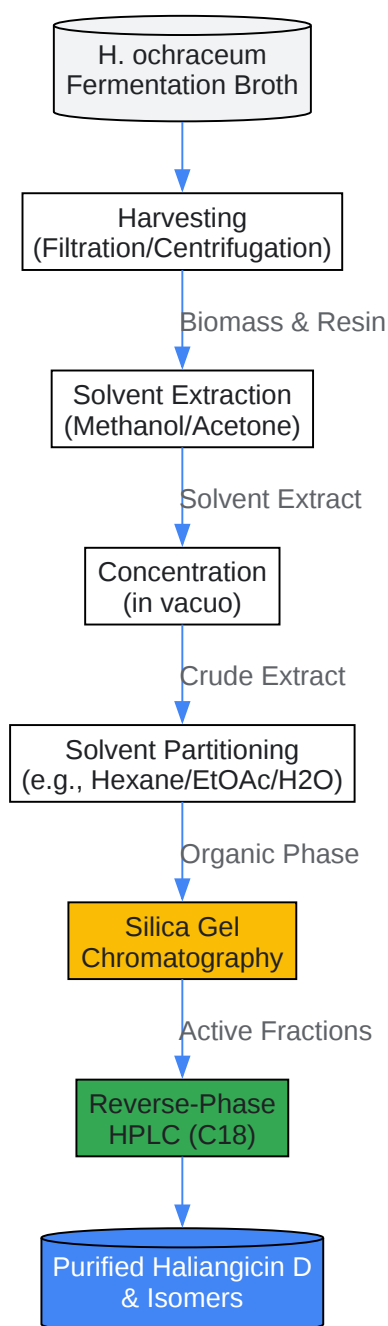 H. ochraceum
Fermentation Broth
Harvesting
(Filtration/Centrifugation)
Biomass & Resin
Solvent Extraction
(Methanol/Acetone)
Solvent Extract
Concentration
(in vacuo)
Crude Extract
Solvent Partitioning
(e.g., Hexane/EtOAc/H2O)
Organic Phase
Silica Gel
Chromatography
Active Fractions
Reverse-Phase
HPLC (C18)
Purified Haliangicin D
& Isomers